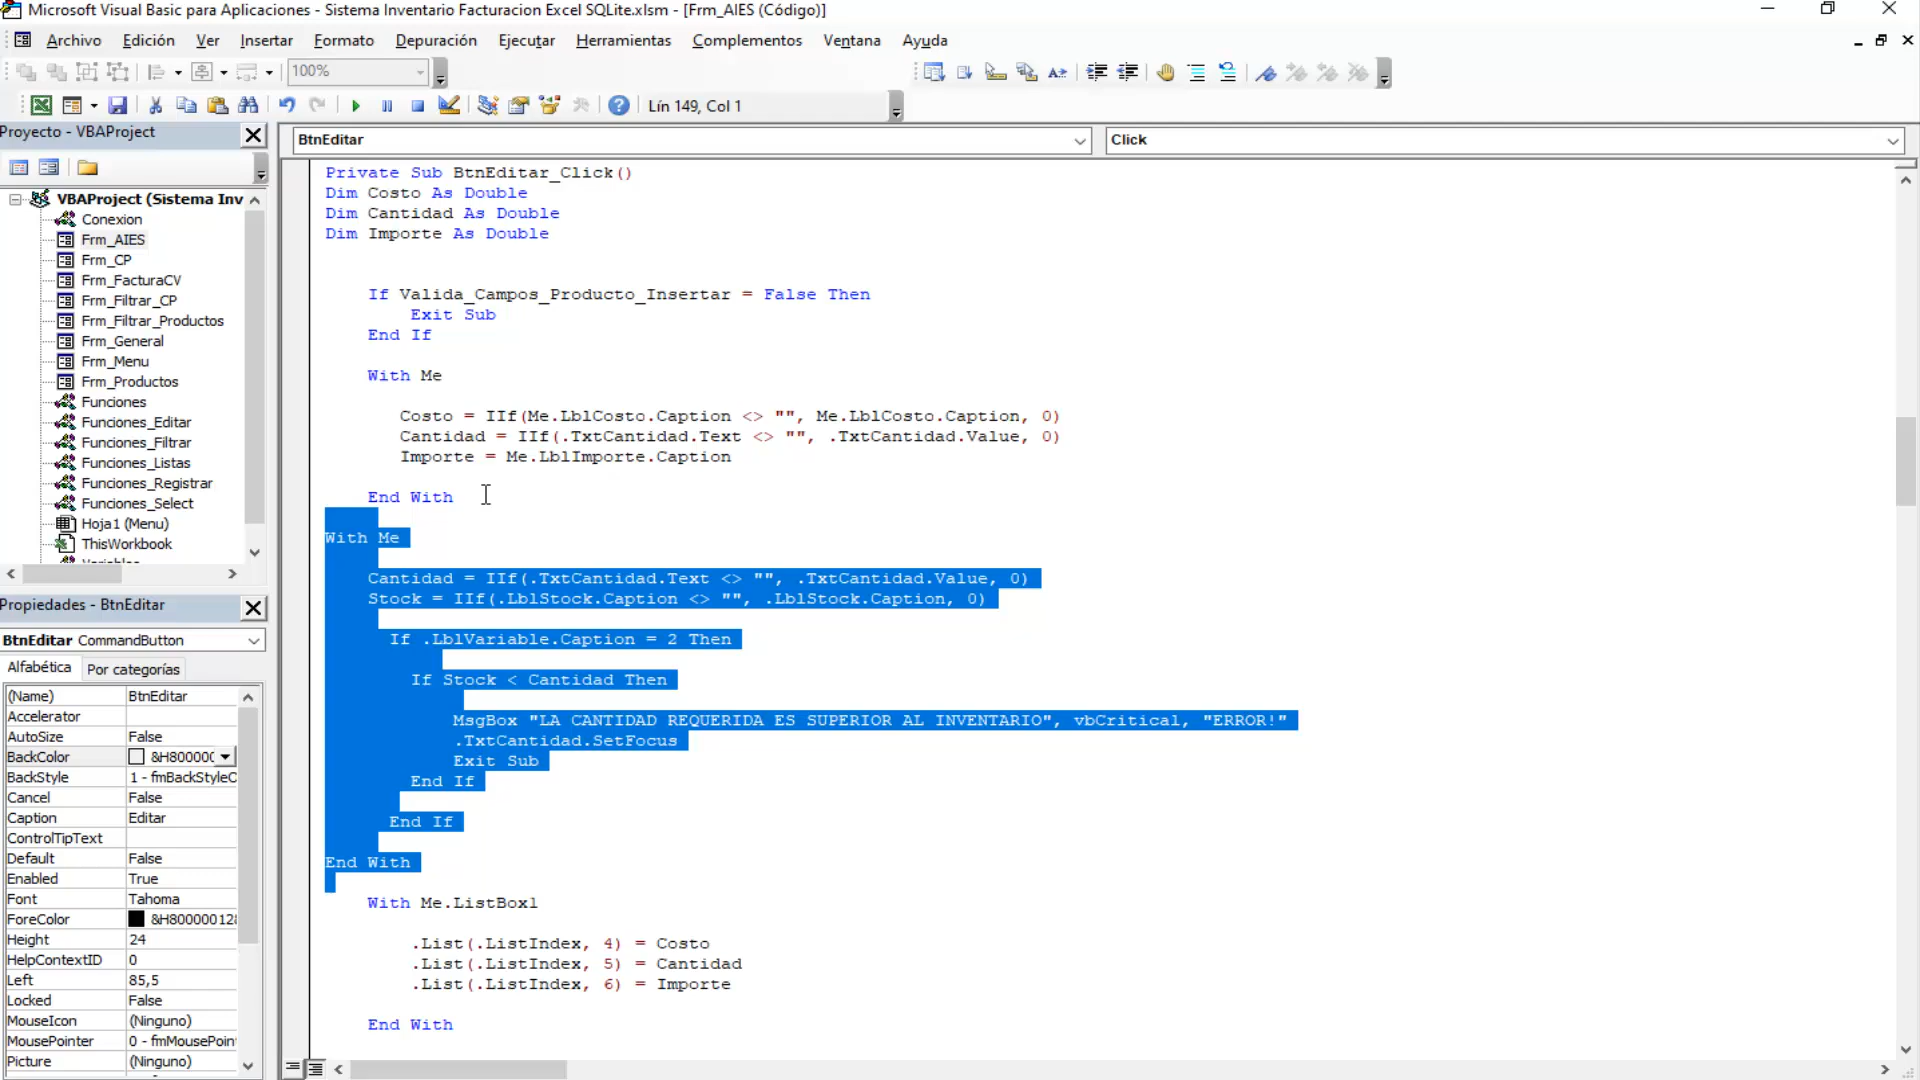 Microsoft Visual Basic para Aplicaciones - Sistema Inventario Facturacion Excel SQLite.xlsm - [Frm_AIES (Código)]
Archivo Edición Ver Insertar Formato Depuración Ejecutar Herramientas Complementos Ventana Ayuda
100%
Lín 149, Col 1
Proyecto - VBAProject
VBAProject (Sistema Inv
Conexion
Frm_AIES
Frm_CP
Frm_FacturaCV
Frm_Filtrar_CP
Frm_Filtrar_Productos
Frm_General
Frm_Menu
Frm_Productos
Funciones
Funciones_Editar
Funciones_Filtrar
Funciones_Listas
Funciones_Registrar
Funciones_Select
Hoja1 (Menu)
ThisWorkbook
Propiedades - BtnEditar
BtnEditar CommandButton
Alfabética Por categorías
(Name) BtnEditar
Accelerator
AutoSize False
BackColor &H800000
BackStyle 1 - fmBackStyleO
Cancel False
Caption Editar
ControlTipText
Default False
Enabled True
Font Tahoma
ForeColor &H8000012
Height 24
HelpContextID 0
Left 85,5
Locked False
MouseIcon (Ninguno)
MousePointer 0 - fmMousePoin
Picture (Ninguno)
BtnEditar Click
Private Sub BtnEditar_Click()
Dim Costo As Double
Dim Cantidad As Double
Dim Importe As Double
If Valida_Campos_Producto_Insertar = False Then
Exit Sub
End If
With Me
Costo = IIf(Me.LblCosto.Caption <> "", Me.LblCosto.Caption, 0)
Cantidad = IIf(.TxtCantidad.Text <> "", .TxtCantidad.Value, 0)
Importe = Me.LblImporte.Caption
End With
With Me
Cantidad = IIf(.TxtCantidad.Text <> "", .TxtCantidad.Value, 0)
Stock = IIf(.LblStock.Caption <> "", .LblStock.Caption, 0)
If .LblVariable.Caption = 2 Then
If Stock < Cantidad Then
MsgBox "LA CANTIDAD REQUERIDA ES SUPERIOR AL INVENTARIO", vbCritical, "ERROR!"
.TxtCantidad.SetFocus
Exit Sub
End If
End If
End With
With Me.ListBox1
.List(.ListIndex, 4) = Costo
.List(.ListIndex, 5) = Cantidad
.List(.ListIndex, 6) = Importe
End With